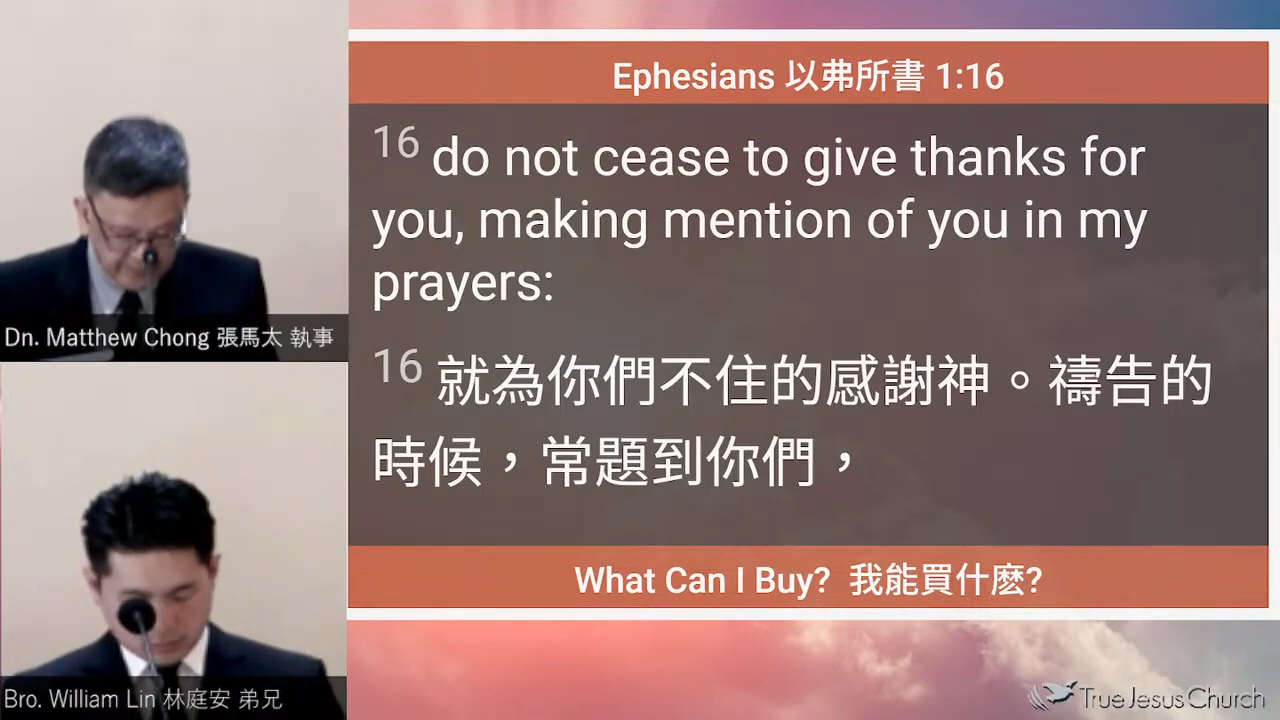 Ephesians 以弗所書 1:16
16 do not cease to give thanks for
you, making mention of you in my
prayers:
16 就為你們不住的感謝神。禱告的
時候，常題到你們，
What Can I Buy? 我能買什麽?
Dn. Matthew Chong 張馬太 執事
Bro. William Lin 林庭安 弟兄
True Jesus Church